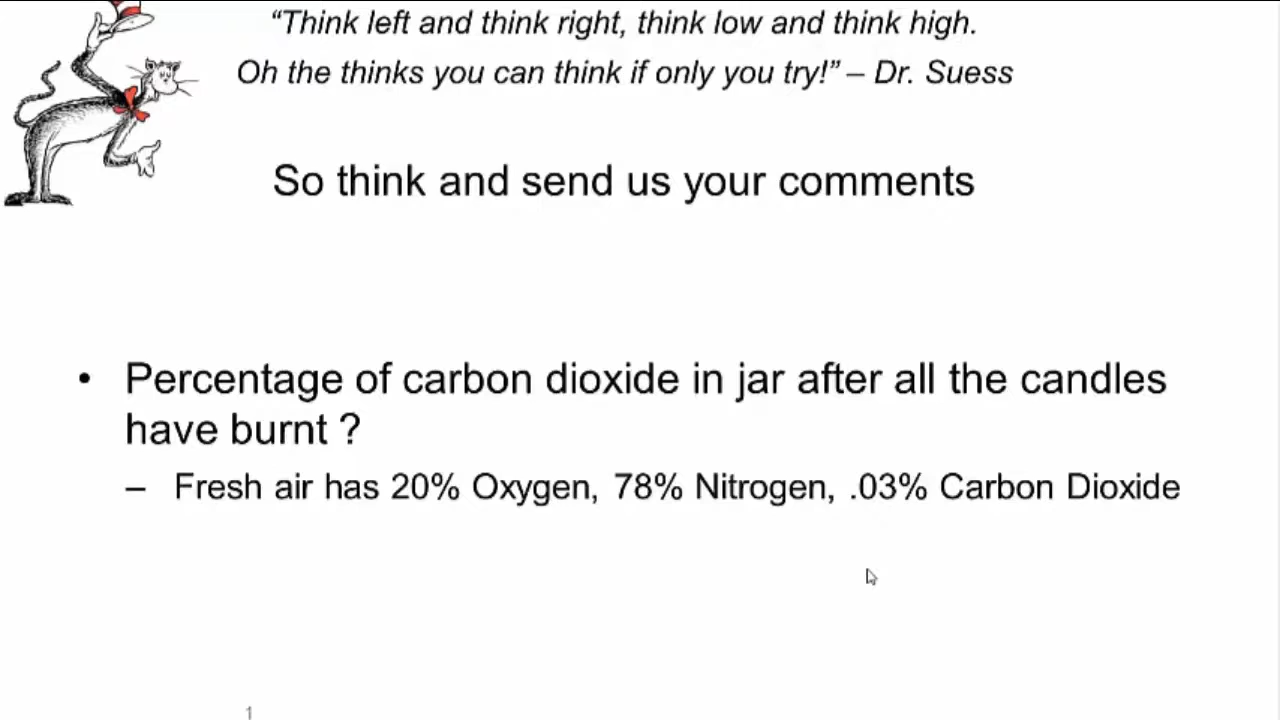 “Think left and think right, think low and think high.
Oh the thinks you can think if only you try!” – Dr. Suess
So think and send us your comments
• Percentage of carbon dioxide in jar after all the candles
have burnt ?
– Fresh air has 20% Oxygen, 78% Nitrogen, .03% Carbon Dioxide
1